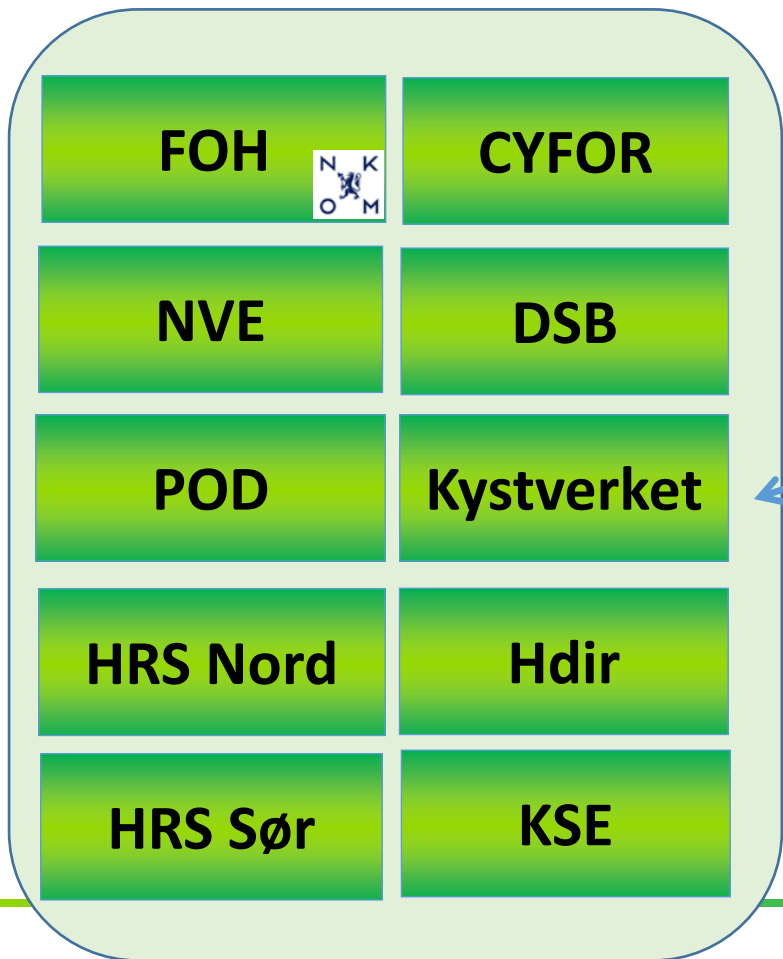 FOH
N K
O M
CYFOR
NVE
DSB
POD
Kystverket
HRS Nord
Hdir
HRS Sør
KSE